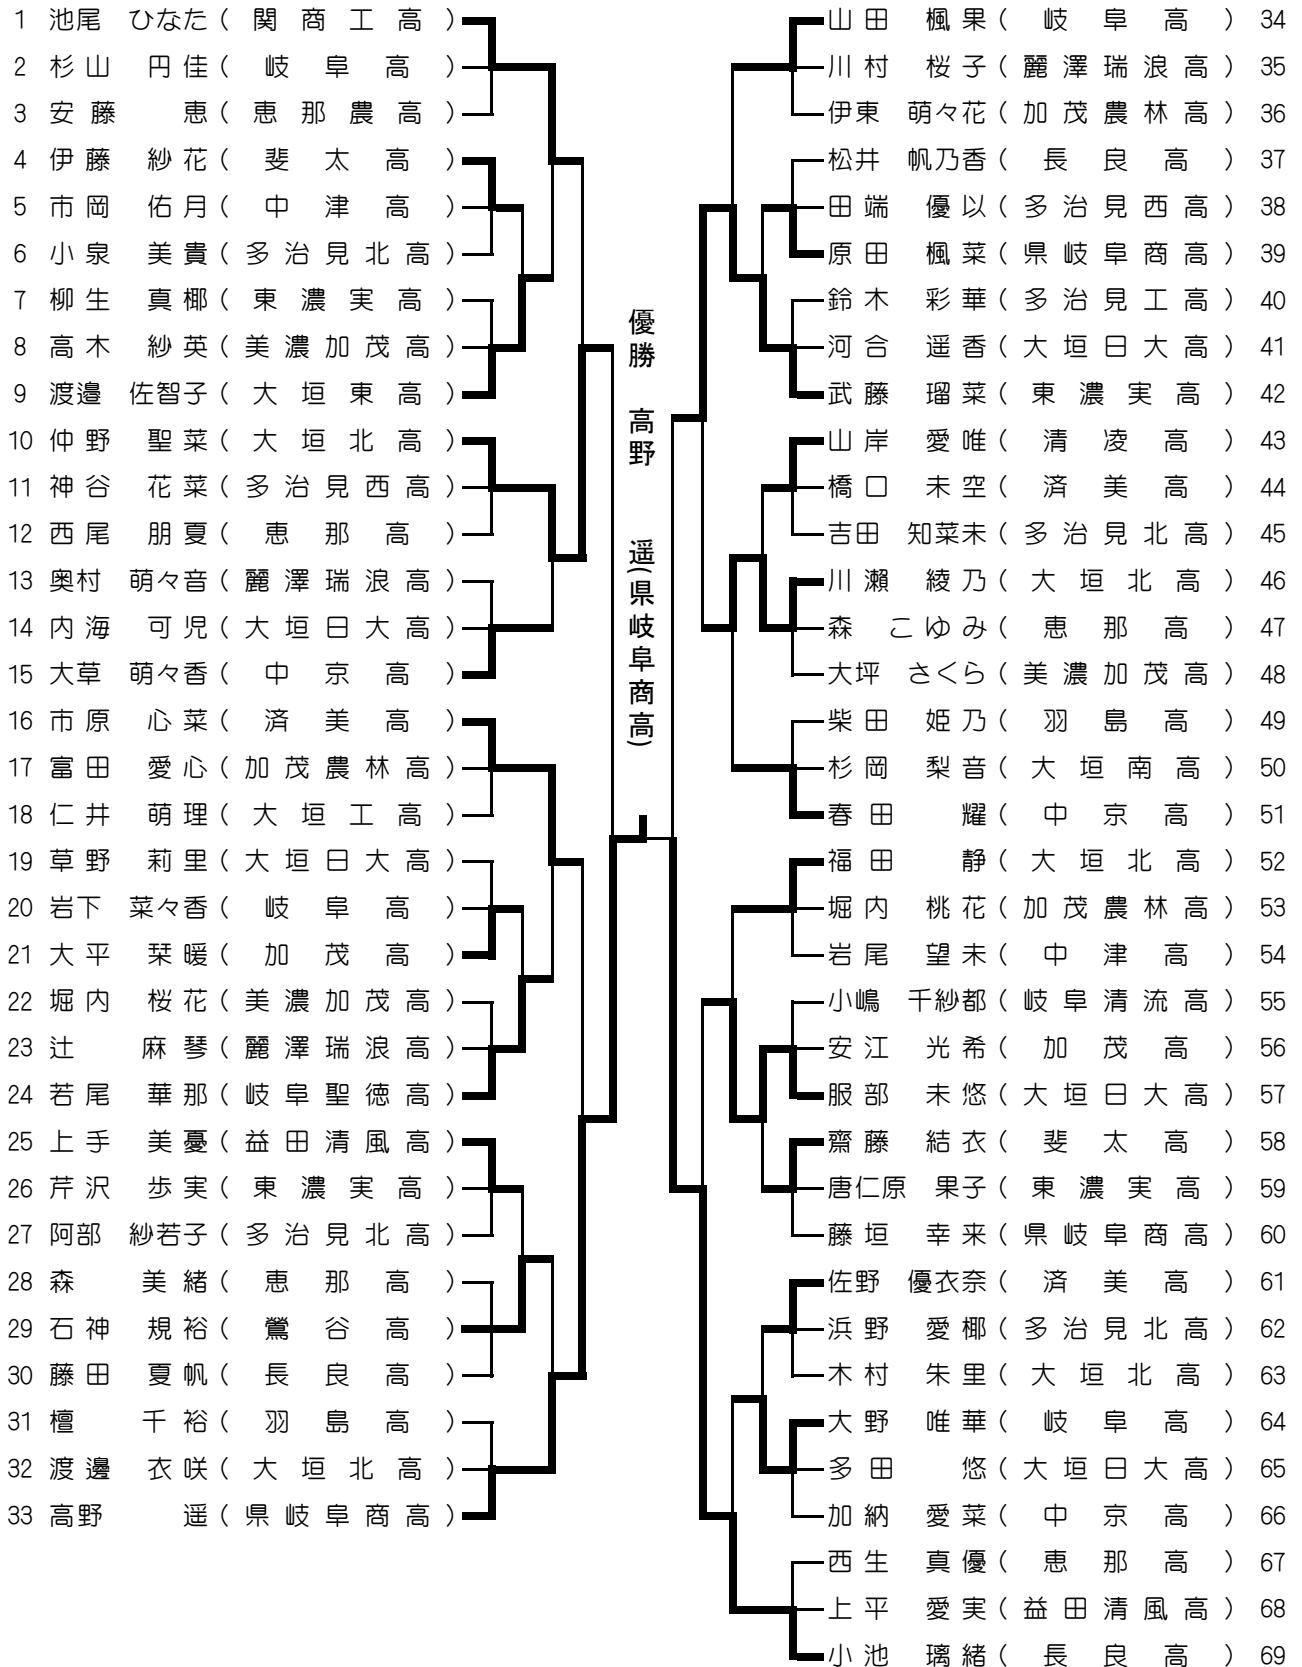 1 池尾 ひなた ( 関商工高 )
2 杉山 円佳 ( 岐阜高 )
3 安藤 恵 ( 恵那農高 )
4 伊藤 紗花 ( 斐太高 )
5 市岡 佑月 ( 中津高 )
6 小泉 美貴 ( 多治見北高 )
7 柳生 真椰 ( 東濃実高 )
8 高木 紗英 ( 美濃加茂高 )
9 渡邉 佐智子 ( 大垣東高 )
10 仲野 聖菜 ( 大垣北高 )
11 神谷 花菜 ( 多治見西高 )
12 西尾 朋夏 ( 恵那高 )
13 奥村 萌々音 ( 麗澤瑞浪高 )
14 内海 可児 ( 大垣日大高 )
15 大草 萌々香 ( 中京高 )
16 市原 心菜 ( 済美高 )
17 富田 愛心 ( 加茂農林高 )
18 仁井 萌理 ( 大垣工高 )
19 草野 莉里 ( 大垣日大高 )
20 岩下 菜々香 ( 岐阜高 )
21 大平 栞暖 ( 加茂高 )
22 堀内 桜花 ( 美濃加茂高 )
23 辻 麻琴 ( 麗澤瑞浪高 )
24 若尾 華那 ( 岐阜聖徳高 )
25 上手 美憂 ( 益田清風高 )
26 芹沢 歩実 ( 東濃実高 )
27 阿部 紗若子 ( 多治見北高 )
28 森 美緒 ( 恵那高 )
29 石神 規裕 ( 鶯谷高 )
30 藤田 夏帆 ( 長良高 )
31 檀 千裕 ( 羽島高 )
32 渡邊 衣咲 ( 大垣北高 )
33 高野 遥 ( 県岐阜商高 )
優勝 高野 遥(県岐阜商高)
山田 楓果 ( 岐阜高 ) 34
川村 桜子 ( 麗澤瑞浪高 ) 35
伊東 萌々花 ( 加茂農林高 ) 36
松井 帆乃香 ( 長良高 ) 37
田端 優以 ( 多治見西高 ) 38
原田 楓菜 ( 県岐阜商高 ) 39
鈴木 彩華 ( 多治見工高 ) 40
河合 遥香 ( 大垣日大高 ) 41
武藤 瑠菜 ( 東濃実高 ) 42
山岸 愛唯 ( 清凌高 ) 43
橋口 未空 ( 済美高 ) 44
吉田 知菜未 ( 多治見北高 ) 45
川瀬 綾乃 ( 大垣北高 ) 46
森 こゆみ ( 恵那高 ) 47
大坪 さくら ( 美濃加茂高 ) 48
柴田 姫乃 ( 羽島高 ) 49
杉岡 梨音 ( 大垣南高 ) 50
春田 耀 ( 中京高 ) 51
福田 静 ( 大垣北高 ) 52
堀内 桃花 ( 加茂農林高 ) 53
岩尾 望未 ( 中津高 ) 54
小嶋 千紗都 ( 岐阜清流高 ) 55
安江 光希 ( 加茂高 ) 56
服部 未悠 ( 大垣日大高 ) 57
齋藤 結衣 ( 斐太高 ) 58
唐仁原 果子 ( 東濃実高 ) 59
藤垣 幸来 ( 県岐阜商高 ) 60
佐野 優衣奈 ( 済美高 ) 61
浜野 愛椰 ( 多治見北高 ) 62
木村 朱里 ( 大垣北高 ) 63
大野 唯華 ( 岐阜高 ) 64
多田 悠 ( 大垣日大高 ) 65
加納 愛菜 ( 中京高 ) 66
西生 真優 ( 恵那高 ) 67
上平 愛実 ( 益田清風高 ) 68
小池 璃緒 ( 長良高 ) 69